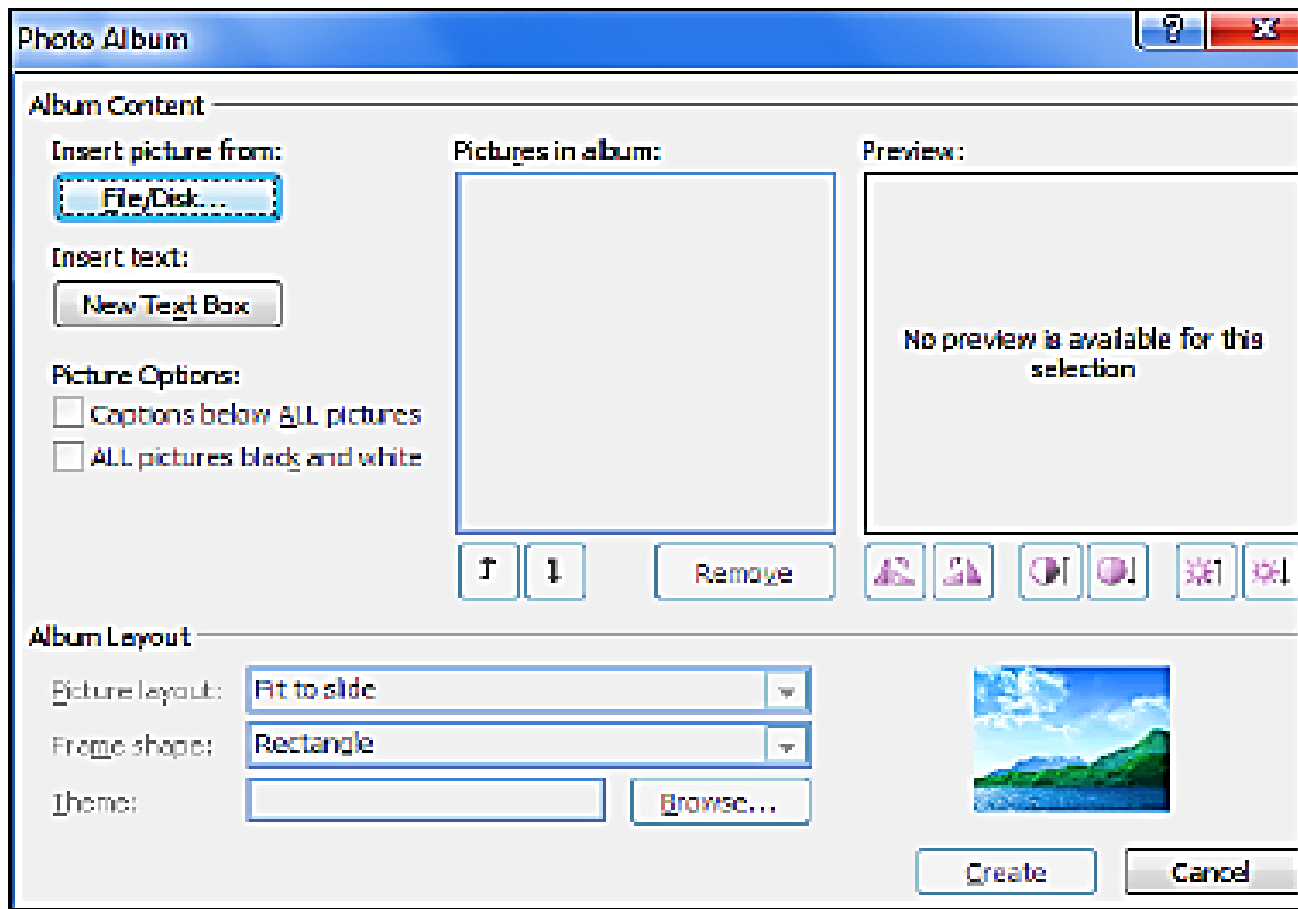 Photo Album
?
Album Content
Insert picture from:
File/Disk...
Insert text:
New Text Box
Picture Options:
Captions below ALL pictures
ALL pictures black and white
Pictures in album:
Remove
Preview:
No preview is available for this
selection
Album Layout
Picture layout:
Fit to slide
Frame shape:
Rectangle
Theme:
Browse...
Create
Cancel